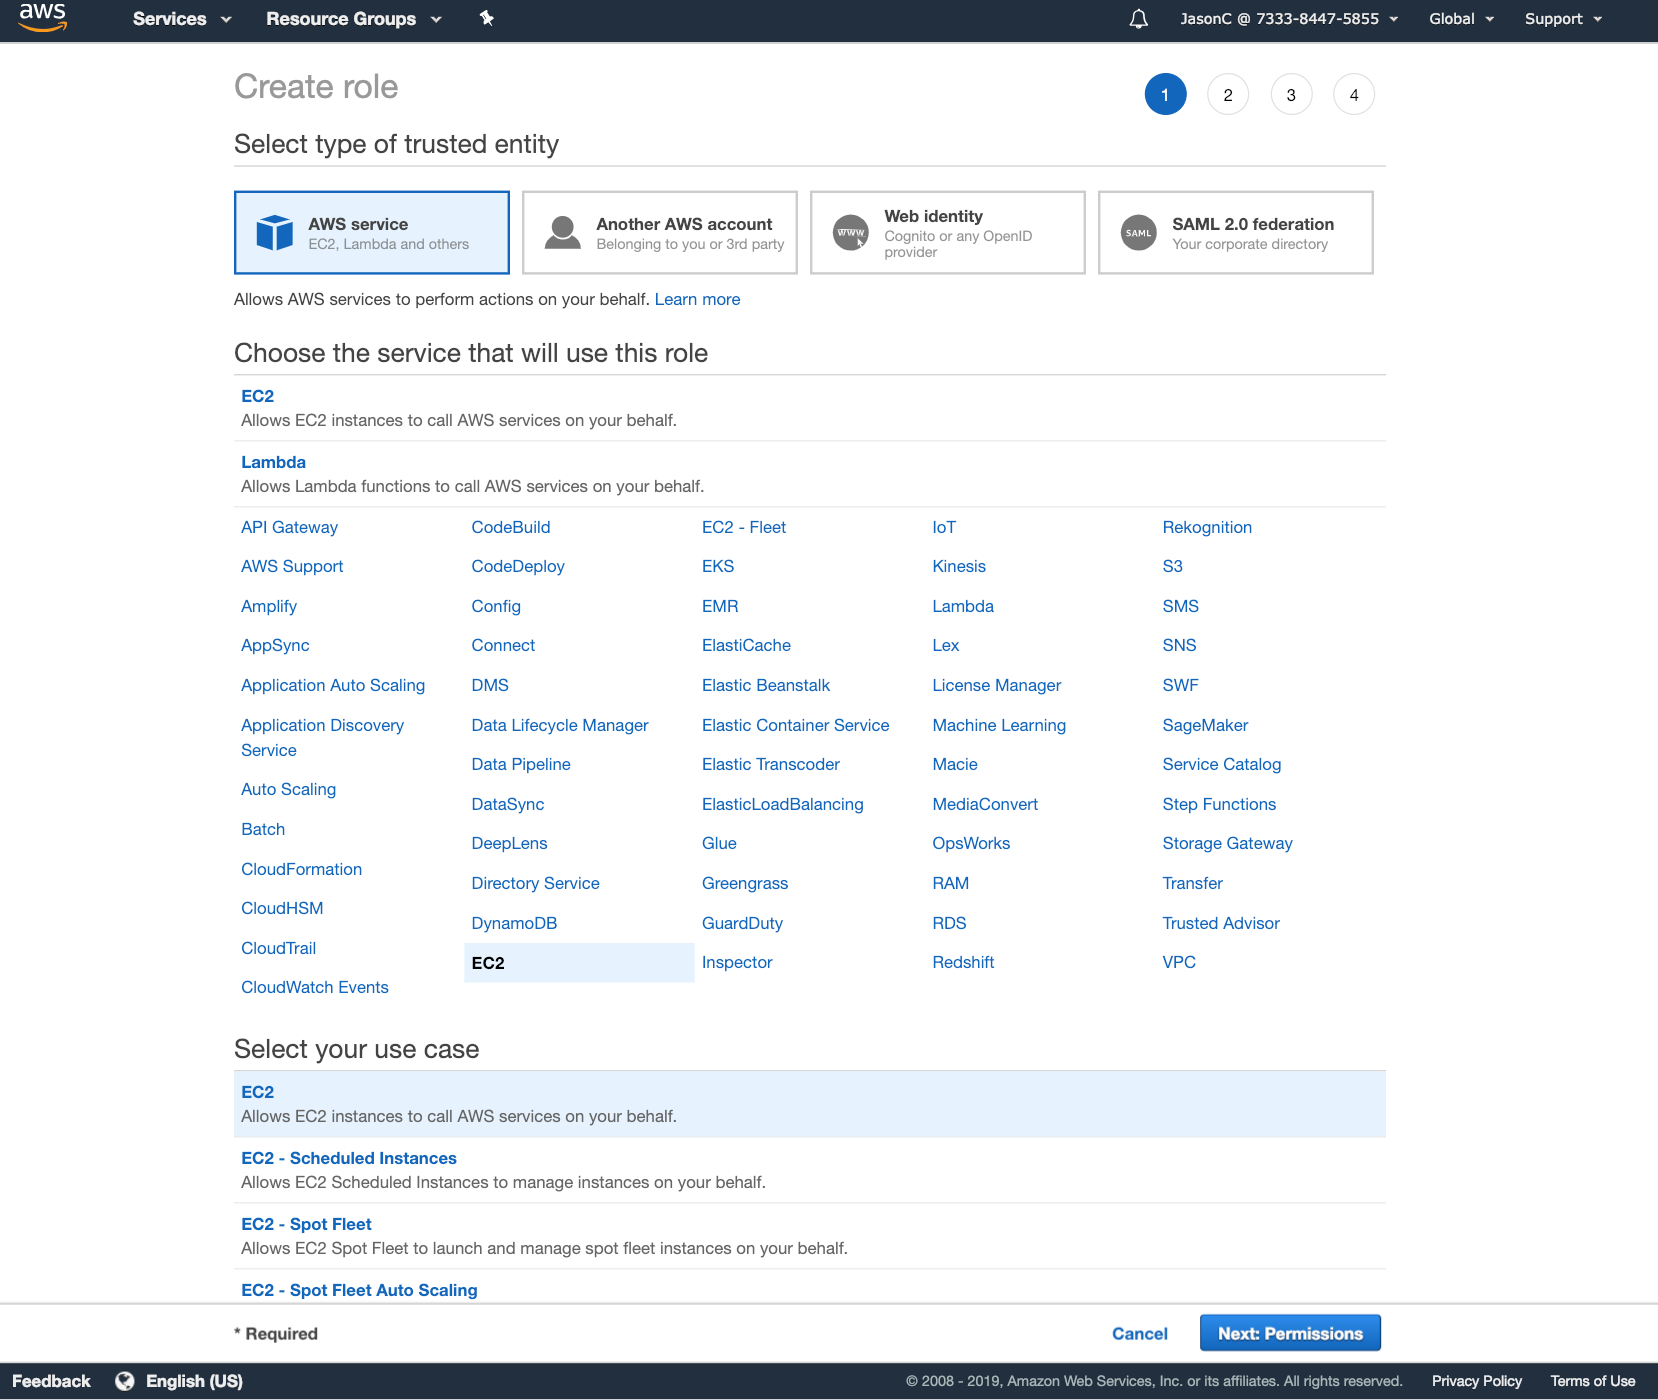 aws Services Resource Groups JasonC @ 7333-8447-5855 Global Support
Create role
1 2 3 4
Select type of trusted entity
AWS service
EC2, Lambda and others
Another AWS account
Belonging to you or 3rd party
www
Web identity
Cognito or any OpenID
provider
SAML
SAML 2.0 federation
Your corporate directory
Allows AWS services to perform actions on your behalf. Learn more
Choose the service that will use this role
EC2
Allows EC2 instances to call AWS services on your behalf.
Lambda
Allows Lambda functions to call AWS services on your behalf.
API Gateway
AWS Support
Amplify
AppSync
Application Auto Scaling
Application Discovery
Service
Auto Scaling
Batch
CloudFormation
CloudHSM
CloudTrail
CloudWatch Events
CodeBuild
CodeDeploy
Config
Connect
DMS
Data Lifecycle Manager
Data Pipeline
DataSync
DeepLens
Directory Service
DynamoDB
EC2
EC2 - Fleet
EKS
EMR
ElastiCache
Elastic Beanstalk
Elastic Container Service
Elastic Transcoder
ElasticLoadBalancing
Glue
Greengrass
GuardDuty
Inspector
IoT
Kinesis
Lambda
Lex
License Manager
Machine Learning
Macie
MediaConvert
OpsWorks
RAM
RDS
Redshift
Rekognition
S3
SMS
SNS
SWF
SageMaker
Service Catalog
Step Functions
Storage Gateway
Transfer
Trusted Advisor
VPC
Select your use case
EC2
Allows EC2 instances to call AWS services on your behalf.
EC2 - Scheduled Instances
Allows EC2 Scheduled Instances to manage instances on your behalf.
EC2 - Spot Fleet
Allows EC2 Spot Fleet to launch and manage spot fleet instances on your behalf.
EC2 - Spot Fleet Auto Scaling
* Required Cancel Next: Permissions
Feedback English (US) © 2008 - 2019, Amazon Web Services, Inc. or its affiliates. All rights reserved. Privacy Policy Terms of Use